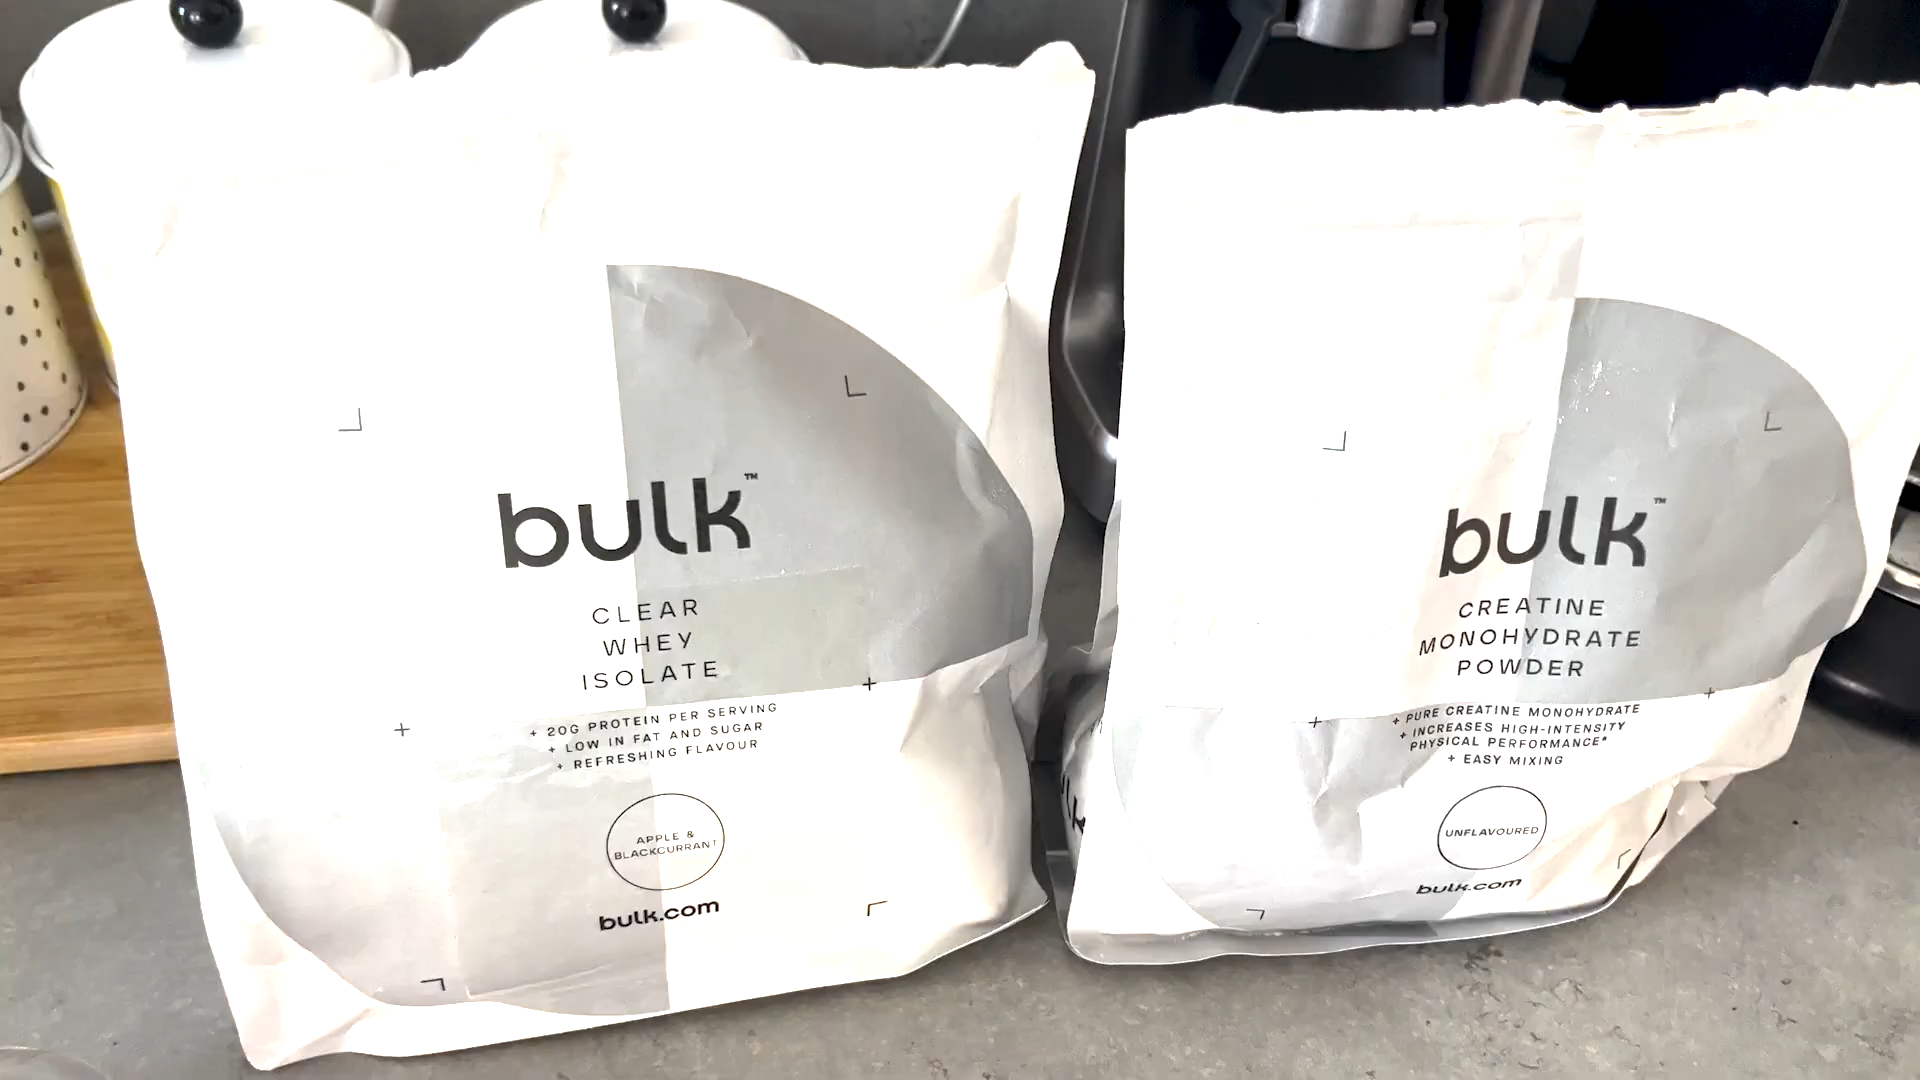 bulk™
CLEAR
WHEY
ISOLATE
+ 20G PROTEIN PER SERVING
+ LOW IN FAT AND SUGAR
+ REFRESHING FLAVOUR
APPLE &
BLACKCURRANT
bulk.com
bulk™
CREATINE
MONOHYDRATE
POWDER
+ PURE CREATINE MONOHYDRATE
+ INCREASES HIGH-INTENSITY
PHYSICAL PERFORMANCE*
+ EASY MIXING
UNFLAVOURED
bulk.com